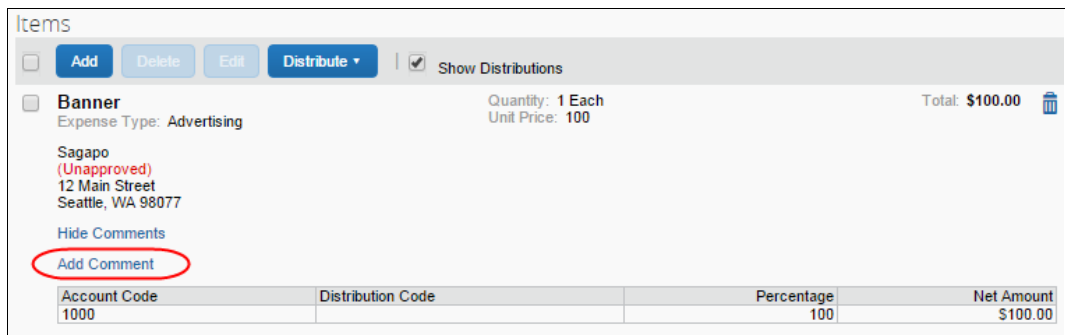 Items
Add Delete Edit Distribute Show Distributions
Banner Quantity: 1 Each Total: $100.00
Expense Type: Advertising Unit Price: 100
Sagapo
(Unapproved)
12 Main Street
Seattle, WA 98077
Hide Comments
Add Comment
Account Code Distribution Code Percentage Net Amount
1000 100 $100.00